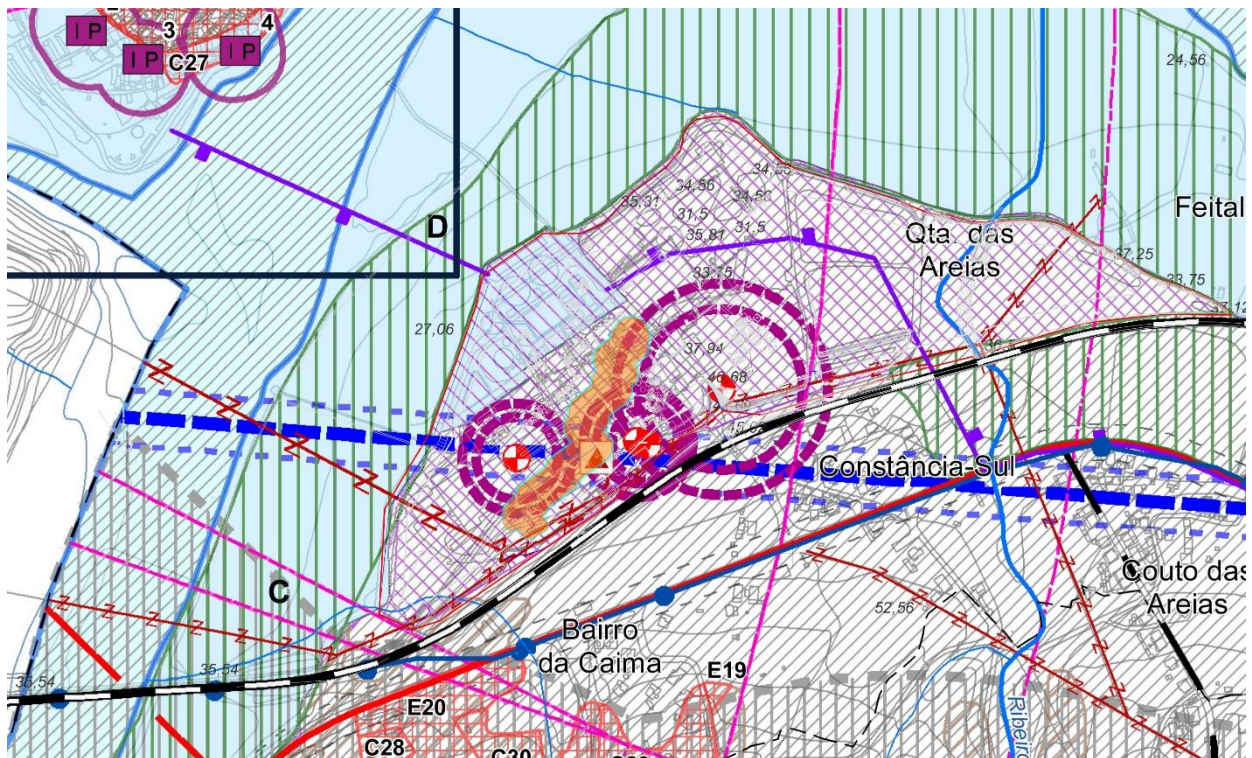 3
4
I P
I P
I P
C27
24,56
D
34,56
34,56
35,31
34,56
31,5
31,5
35,81
33,75
Qta. das
Areias
Feital
37,25
33,75
27,06
37,94
Constância-Sul
C
Couto das
Areias
52,56
Bairro
da Caima
35,54
35,54
E19
E20
C28
C30
Ribeiro